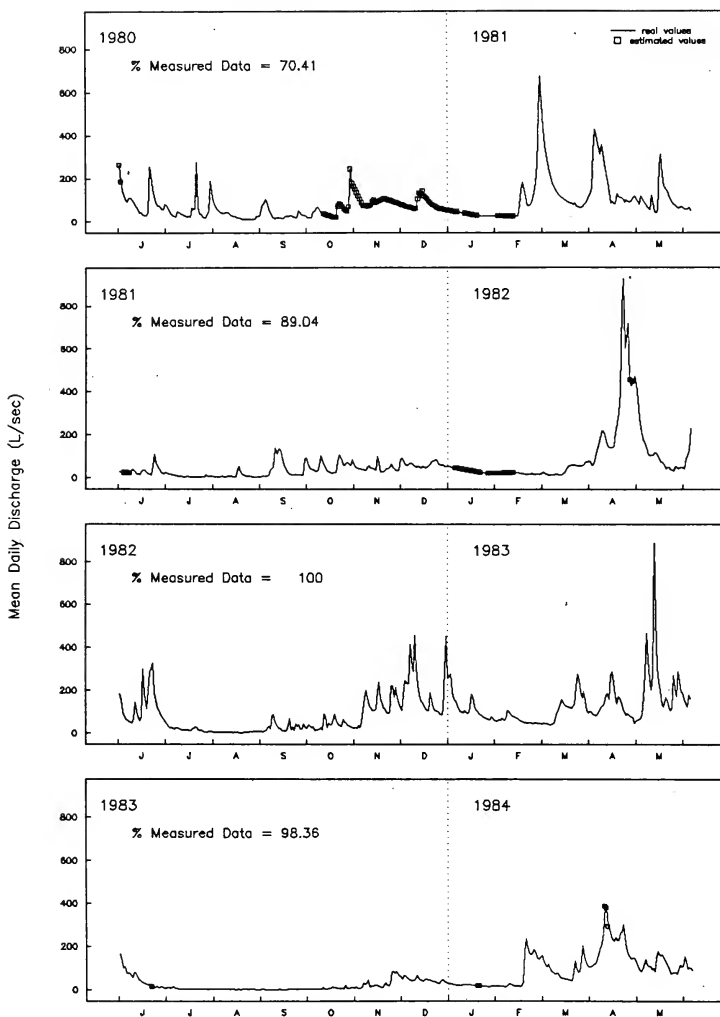 Mean Daily Discharge (L/sec)
1980
1981
real values
estimated values
% Measured Data = 70.41
800
600
400
200
0
J J A S O N D J F M A M
1981
1982
% Measured Data = 89.04
800
600
400
200
0
J J A S O N D J F M A M
1982
1983
% Measured Data = 100
800
600
400
200
0
J J A S O N D J F M A M
1983
1984
% Measured Data = 98.36
800
600
400
200
0
J J A S O N D J F M A M